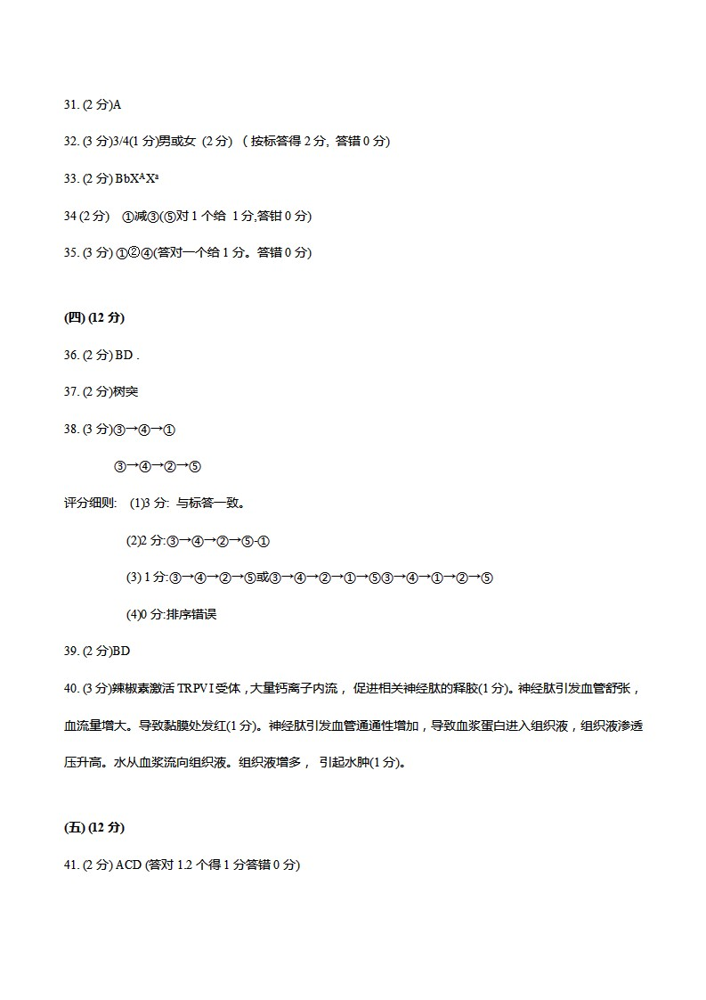 31. (2 分)A
32. (3 分)3/4(1 分)男或女 (2 分) （ 按标答得 2 分, 答错 0 分)
33. (2 分) BbXᴬXᵃ
34 (2 分) ①减③(⑤对 1 个给 1 分,答钳 0 分)
35. (3 分) ①②④(答对一个给 1 分。答错 0 分)
(四) (12 分)
36. (2 分) BD .
37. (2 分)树突
38. (3 分)③→④→①
③→④→②→⑤
评分细则: (1)3 分: 与标答一致。
(2)2 分:③→④→②→⑤-①
(3) 1 分:③→④→②→⑤或③→④→②→①→⑤③→④→①→②→⑤
(4)0 分:排序错误
39. (2 分)BD
40. (3 分)辣椒素激活 TRPV I 受体，大量钙离子内流， 促进相关神经肽的释胶(1 分)。神经肽引发血管舒张，
血流量增大。导致黏膜处发红(1 分)。神经肽引发血管通通性增加，导致血浆蛋白进入组织液，组织液渗透
压升高。水从血浆流向组织液。组织液增多， 引起水肿(1 分)。
(五) (12 分)
41. (2 分) ACD (答对 1.2 个得 1 分答错 0 分)